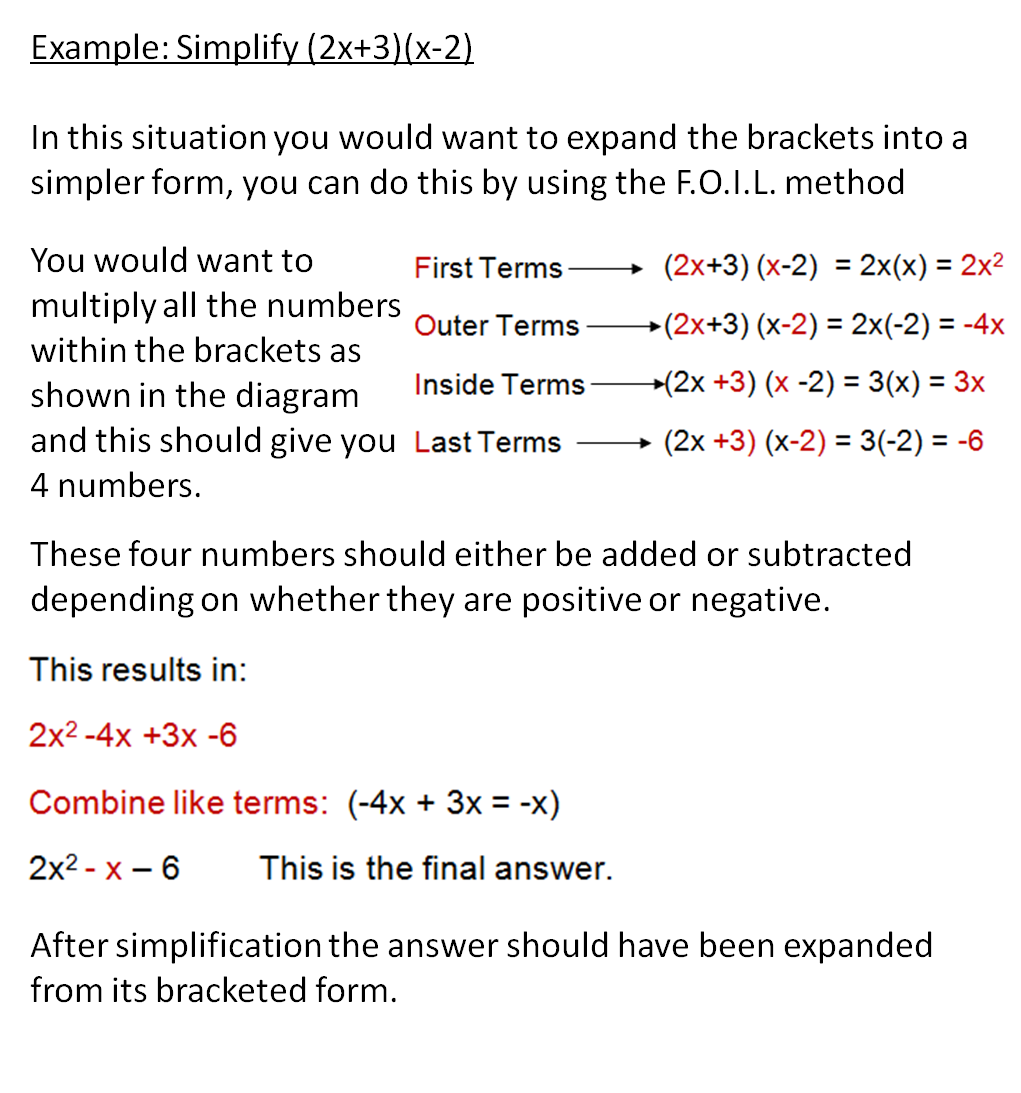 Example: Simplify (2x+3)(x-2)
In this situation you would want to expand the brackets into a
simpler form, you can do this by using the F.O.I.L. method
You would want to
multiply all the numbers
within the brackets as
shown in the diagram
and this should give you
4 numbers.
First Terms → (2x+3) (x-2) = 2x(x) = 2x²
Outer Terms → (2x+3) (x-2) = 2x(-2) = -4x
Inside Terms → (2x +3) (x -2) = 3(x) = 3x
Last Terms → (2x +3) (x-2) = 3(-2) = -6
These four numbers should either be added or subtracted
depending on whether they are positive or negative.
This results in:
2x² -4x +3x -6
Combine like terms: (-4x + 3x = -x)
2x² - x – 6 This is the final answer.
After simplification the answer should have been expanded
from its bracketed form.